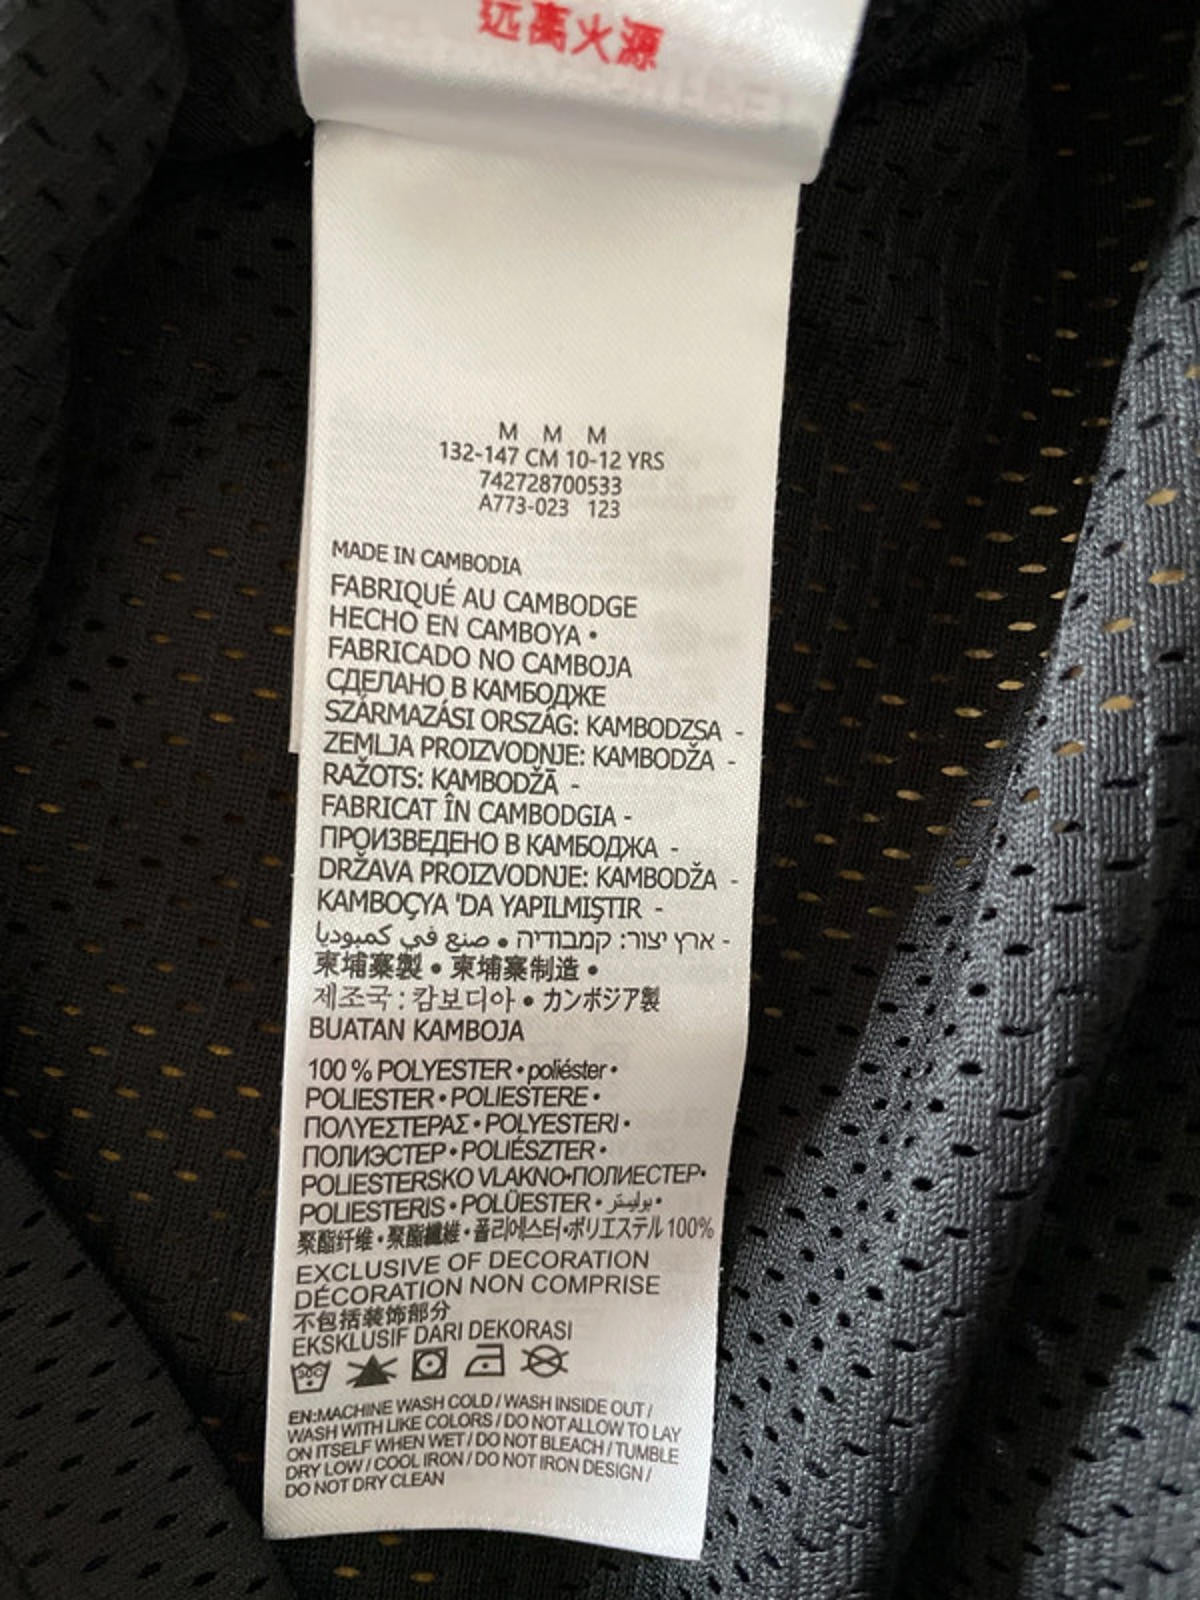 远离火源
M M M
132-147 CM 10-12 YRS
742728700533
A773-023 123
MADE IN CAMBODIA
FABRIQUÉ AU CAMBODGE
HECHO EN CAMBOYA •
FABRICADO NO CAMBOJA
СДЕЛАНО В КАМБОДЖЕ
SZÁRMAZÁSI ORSZÁG: KAMBODZSA -
ZEMLJA PROIZVODNJE: KAMBODŽA -
RAŽOTS: KAMBODŽĀ -
FABRICAT ÎN CAMBODGIA -
ПРОИЗВЕДЕНО В КАМБОДЖА -
DRŽAVA PROIZVODNJE: KAMBODŽA -
KAMBOÇYA 'DA YAPILMIŞTIR -
ארץ יצור: קמבודיה • صنع في كمبوديا -
柬埔寨製 • 柬埔寨制造 •
제조국 : 캄보디아 • カンボジア製
BUATAN KAMBOJA
100 % POLYESTER • poliéster •
POLIESTER • POLIESTERE •
ΠΟΛΥΕΣΤΕΡΑΣ • POLYESTERI •
ПОЛИЭСТЕР • POLIÉSZTER •
POLIESTERSKO VLAKNO•ПОЛИЕСТЕР•
POLIESTERIS • POLÜESTER • بوليستر •
聚酯纤维 • 聚酯纖維 • 폴리에스터•ポリエステル 100%
EXCLUSIVE OF DECORATION
DÉCORATION NON COMPRISE
不包括装饰部分
EKSKLUSIF DARI DEKORASI
30C
EN:MACHINE WASH COLD / WASH INSIDE OUT /
WASH WITH LIKE COLORS / DO NOT ALLOW TO LAY
ON ITSELF WHEN WET / DO NOT BLEACH / TUMBLE
DRY LOW / COOL IRON / DO NOT IRON DESIGN /
DO NOT DRY CLEAN